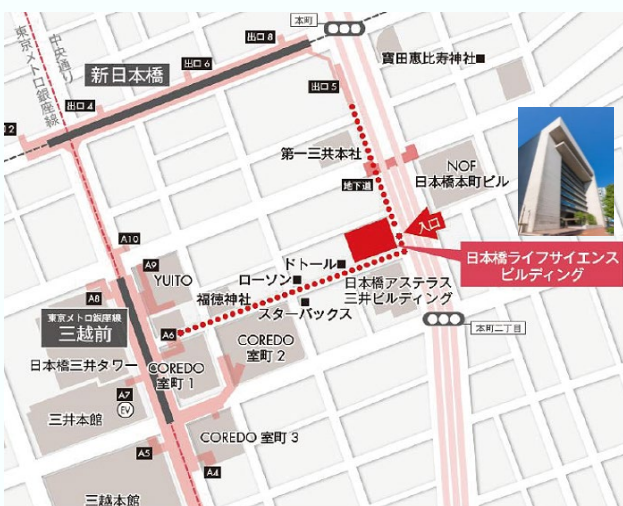 本町
出口 8
東京メトロ銀座線
中央通り
新日本橋
出口 6
寶田恵比寿神社
出口 4
出口 5
2
第一三共本社
地下道
NOF
日本橋本町ビル
入口
A10
日本橋ライフサイエンス
ビルディング
A9
YUITO
ドトール
ローソン
A8
福徳神社
日本橋アステラス
三井ビルディング
スターバックス
東京メトロ銀座線
三越前
A6
本町二丁目
COREDO
室町 2
日本橋三井タワー
COREDO
室町 1
A7
EV
三井本館
COREDO 室町 3
A5
A4
三越本館